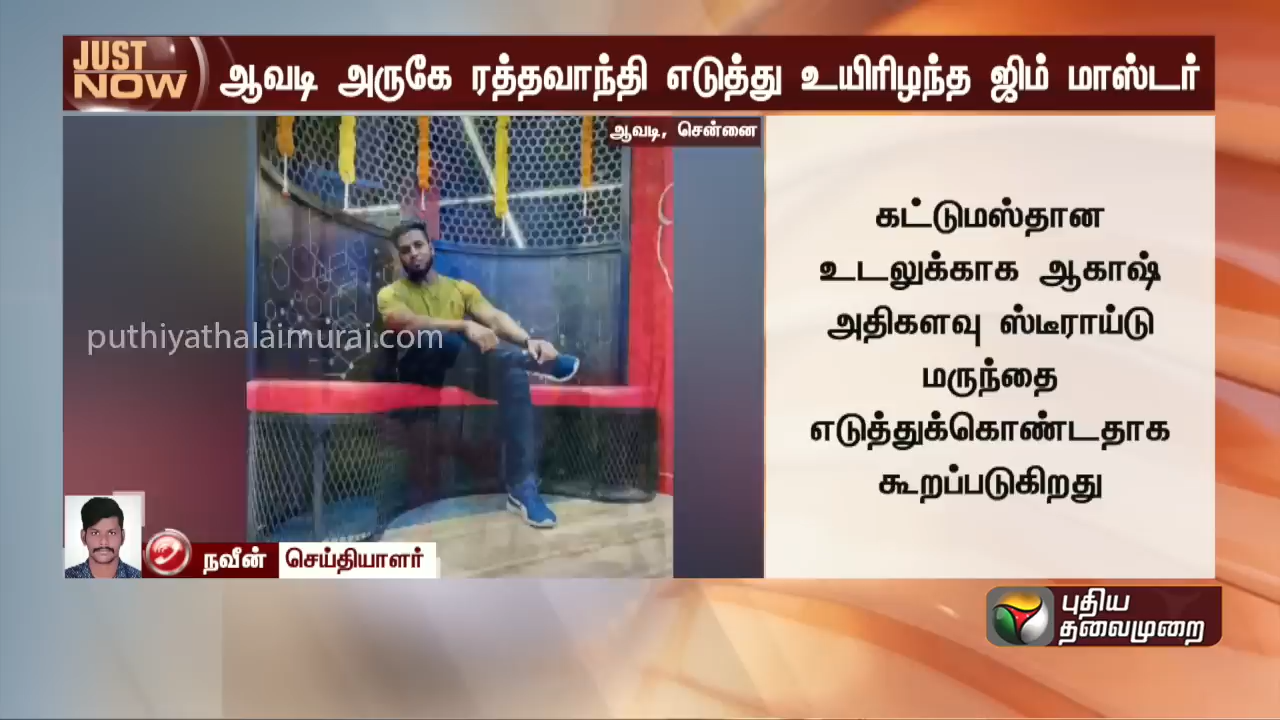 JUST
NOW
ஆவடி அருகே ரத்தவாந்தி எடுத்து உயிரிழந்த ஜிம் மாஸ்டர்
ஆவடி, சென்னை
கட்டுமஸ்தான
உடலுக்காக ஆகாஷ்
அதிகளவு ஸ்டீராய்டு
மருந்தை
எடுத்துக்கொண்டதாக
கூறப்படுகிறது
puthiyathalaimurai.com
நவீன் செய்தியாளர்
புதிய
தலைமுறை